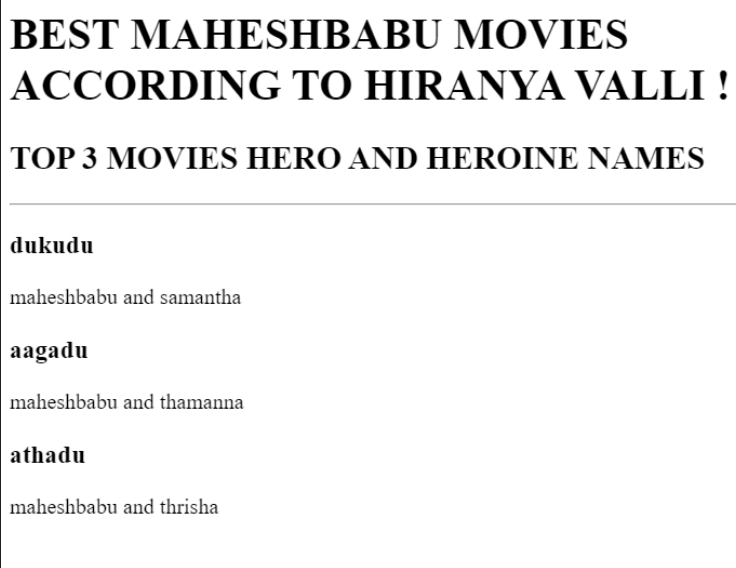 BEST MAHESHBABU MOVIES
ACCORDING TO HIRANYA VALLI !
TOP 3 MOVIES HERO AND HEROINE NAMES
dukudu
maheshbabu and samantha
aagadu
maheshbabu and thamanna
athadu
maheshbabu and thrisha